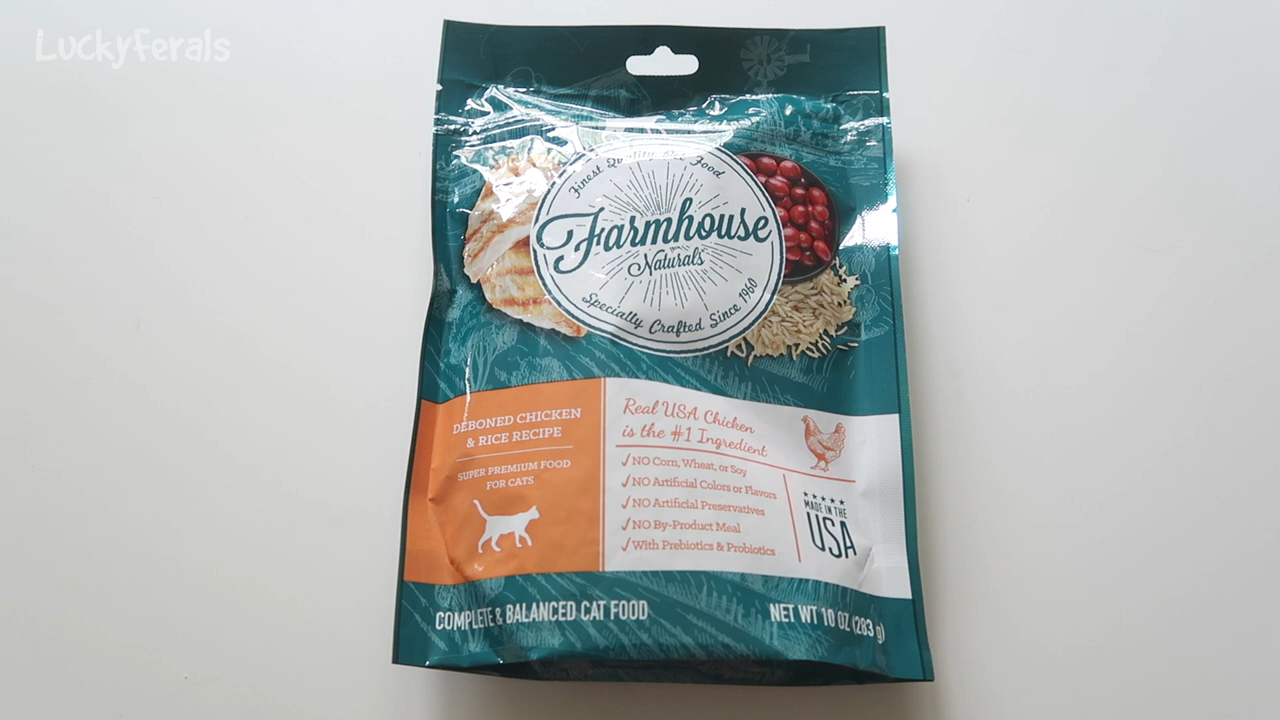 LuckyFerals
Finest Quality Pet Food
Farmhouse
Naturals
Specially Crafted Since 1960
DEBONED CHICKEN
& RICE RECIPE
SUPER PREMIUM FOOD
FOR CATS
Real USA Chicken
is the #1 Ingredient
✓NO Corn, Wheat, or Soy
✓NO Artificial Colors or Flavors
✓NO Artificial Preservatives
✓NO By-Product Meal
✓With Prebiotics & Probiotics
MADE IN THE
USA
COMPLETE & BALANCED CAT FOOD
NET WT 10 OZ (283 g)